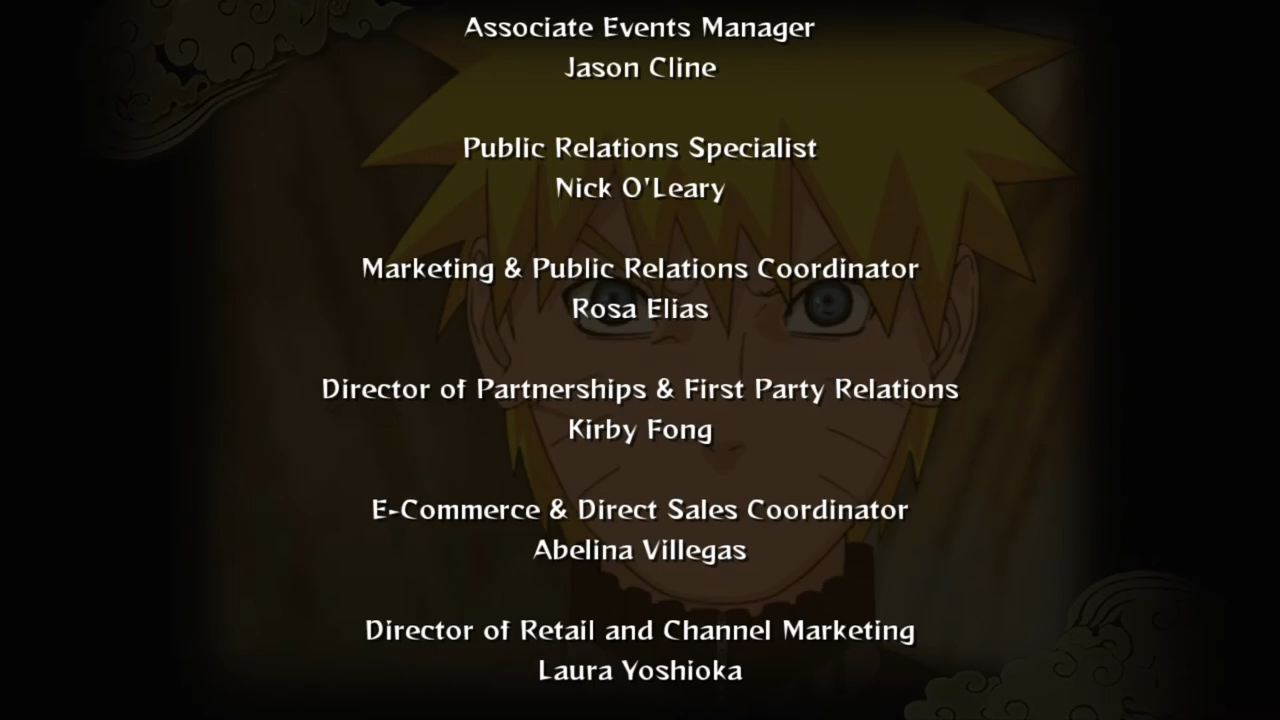 Associate Events Manager
Jason Cline
Public Relations Specialist
Nick O'Leary
Marketing & Public Relations Coordinator
Rosa Elias
Director of Partnerships & First Party Relations
Kirby Fong
E-Commerce & Direct Sales Coordinator
Abelina Villegas
Director of Retail and Channel Marketing
Laura Yoshioka